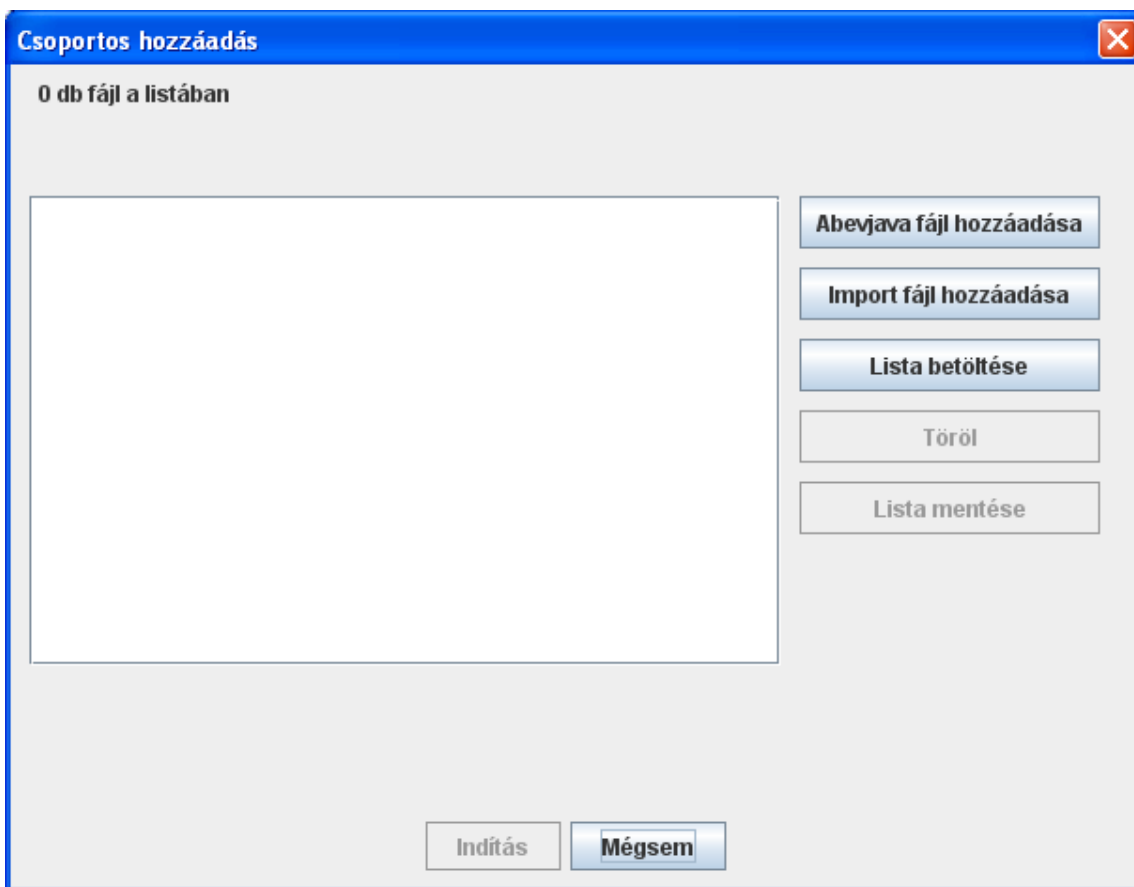 Csoportos hozzáadás
0 db fájl a listában
Abevjava fájl hozzáadása
Import fájl hozzáadása
Lista betöltése
Töröl
Lista mentése
Indítás
Mégsem